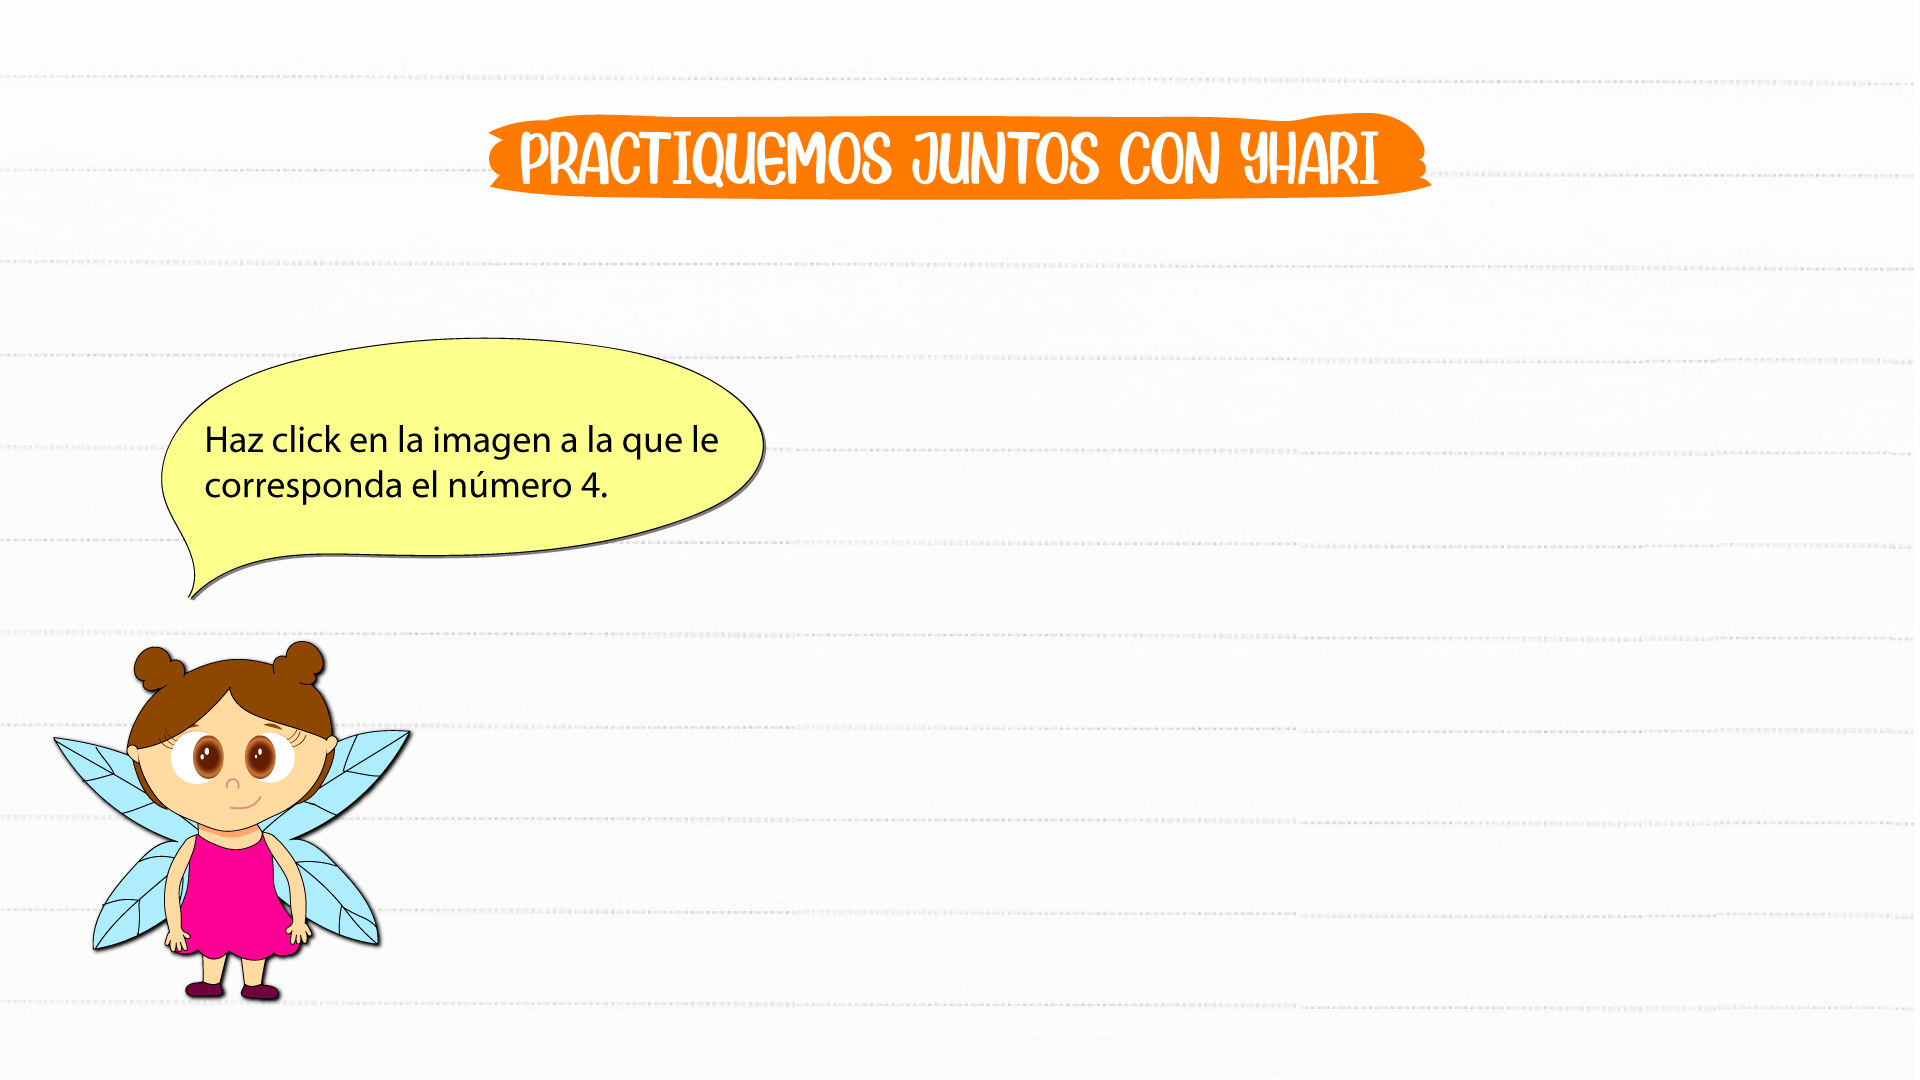 PRACTIQUEMOS JUNTOS CON YHARI
Haz click en la imagen a la que le
corresponda el número 4.